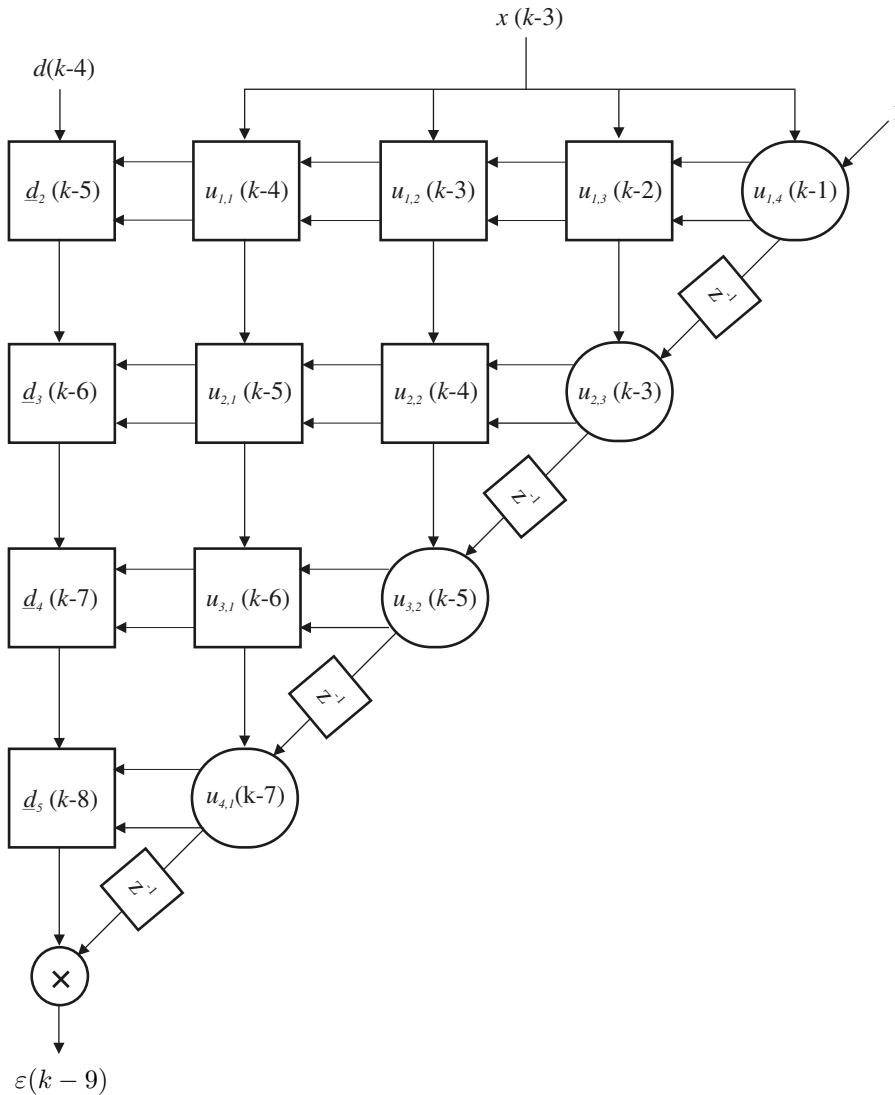 x (k-3)
d(k-4)
d₂ (k-5)
u₁,₁ (k-4)
u₁,₂ (k-3)
u₁,₃ (k-2)
u₁,₄ (k-1)
z⁻¹
d₃ (k-6)
u₂,₁ (k-5)
u₂,₂ (k-4)
u₂,₃ (k-3)
z⁻¹
d₄ (k-7)
u₃,₁ (k-6)
u₃,₂ (k-5)
z⁻¹
d₅ (k-8)
u₄,₁(k-7)
z⁻¹
×
ε(k − 9)